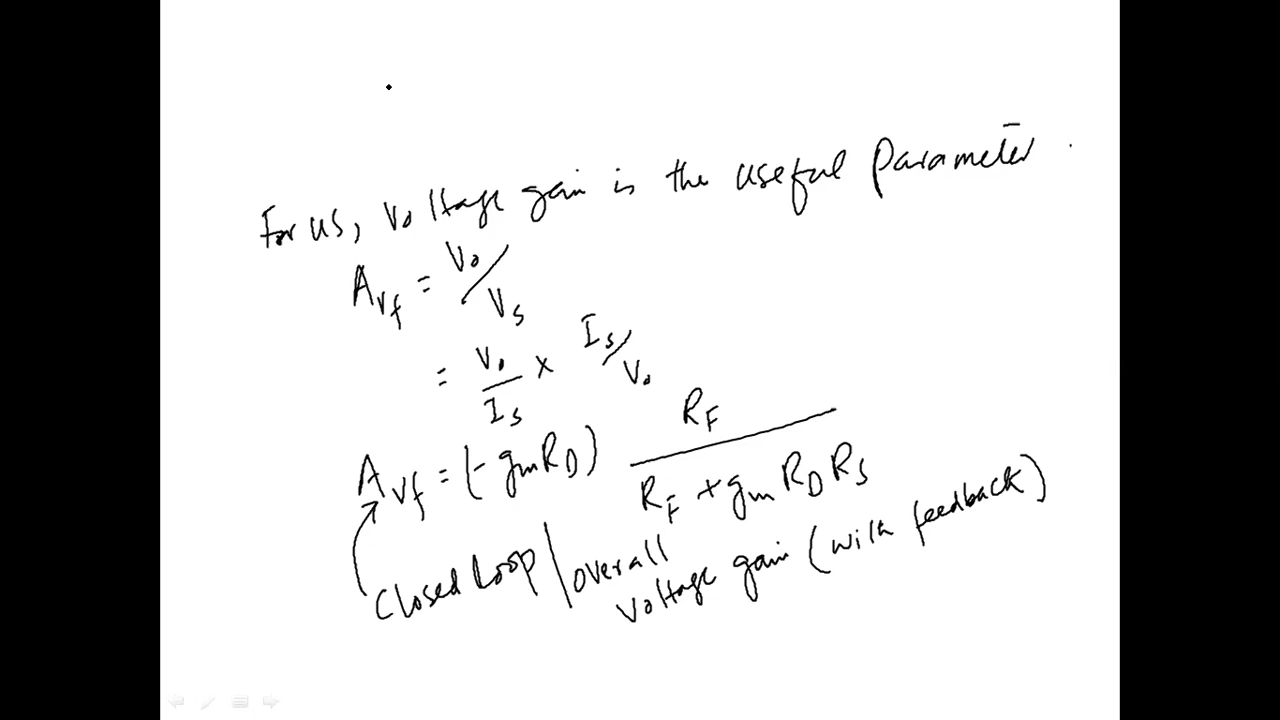 For us, Voltage gain is the useful Parameter.
Avf = Vo/Vs
= Vo/Is × Is/Vo
Avf = (-gmRD) RF/RF + gmRDRS
Closed Loop | overall
Voltage gain (with feedback)